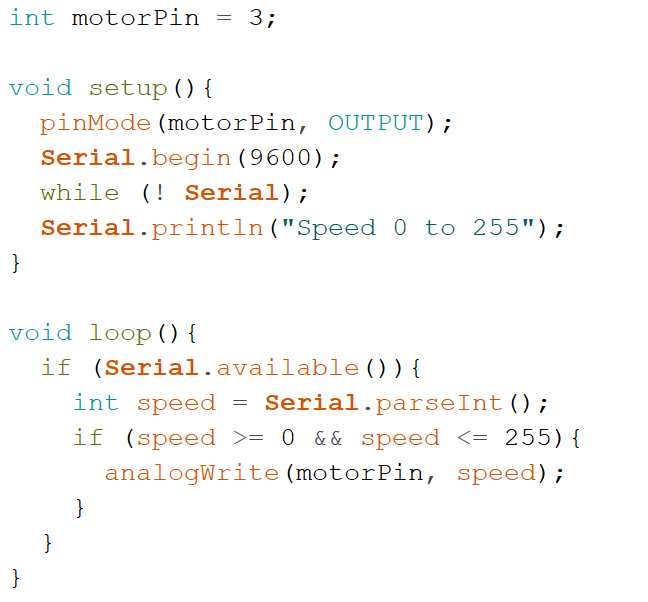 int motorPin = 3;

void setup(){
  pinMode(motorPin, OUTPUT);
  Serial.begin(9600);
  while (! Serial);
  Serial.println("Speed 0 to 255");
}

void loop(){
  if (Serial.available()){
    int speed = Serial.parseInt();
    if (speed >= 0 && speed <= 255){
      analogWrite(motorPin, speed);
    }
  }
}